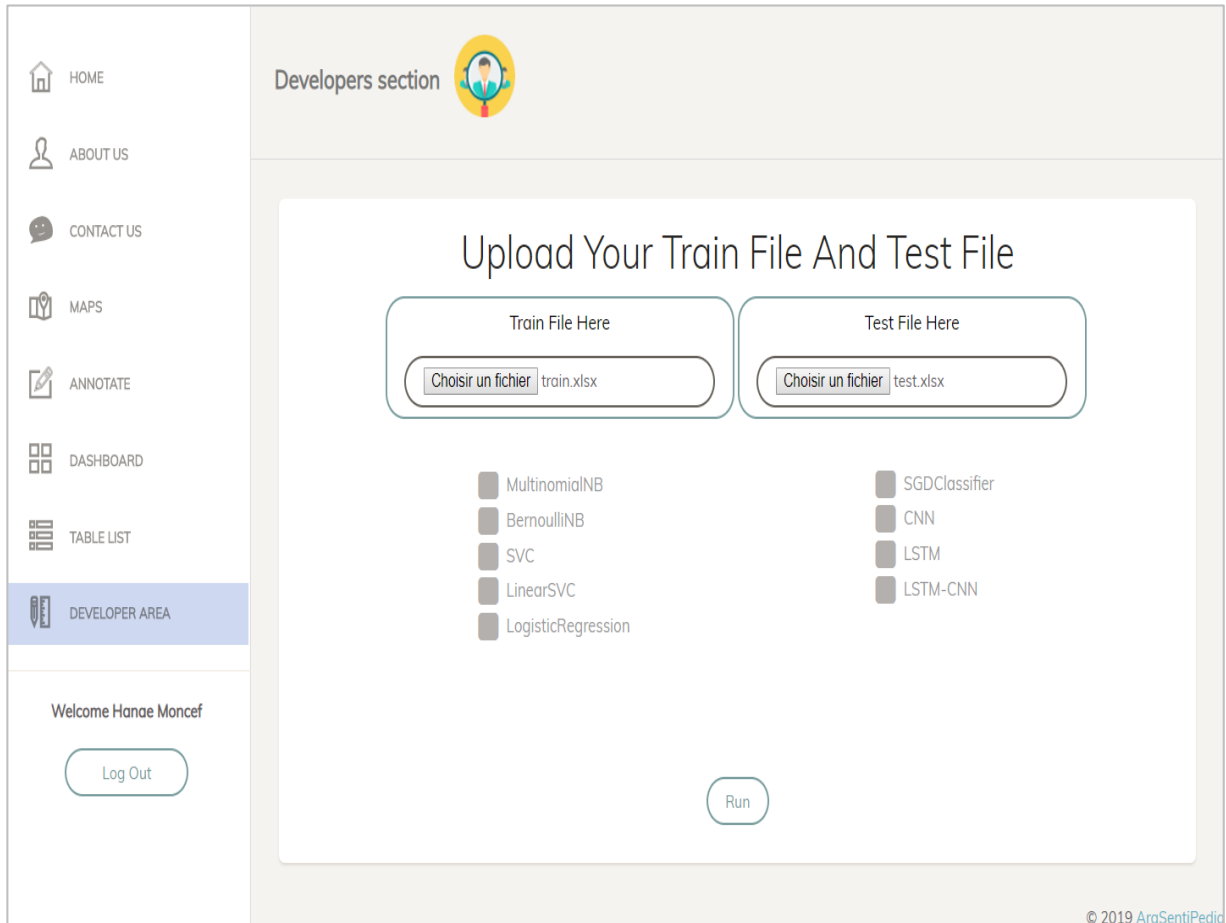 HOME
ABOUT US
CONTACT US
MAPS
ANNOTATE
DASHBOARD
TABLE LIST
DEVELOPER AREA
Welcome Hanae Moncef
Log Out
Developers section
Upload Your Train File And Test File
Train File Here
Choisir un fichier train.xlsx
Test File Here
Choisir un fichier test.xlsx
MultinomialNB
BernoulliNB
SVC
LinearSVC
LogisticRegression
SGDClassifier
CNN
LSTM
LSTM-CNN
Run
© 2019 AraSentiPedia